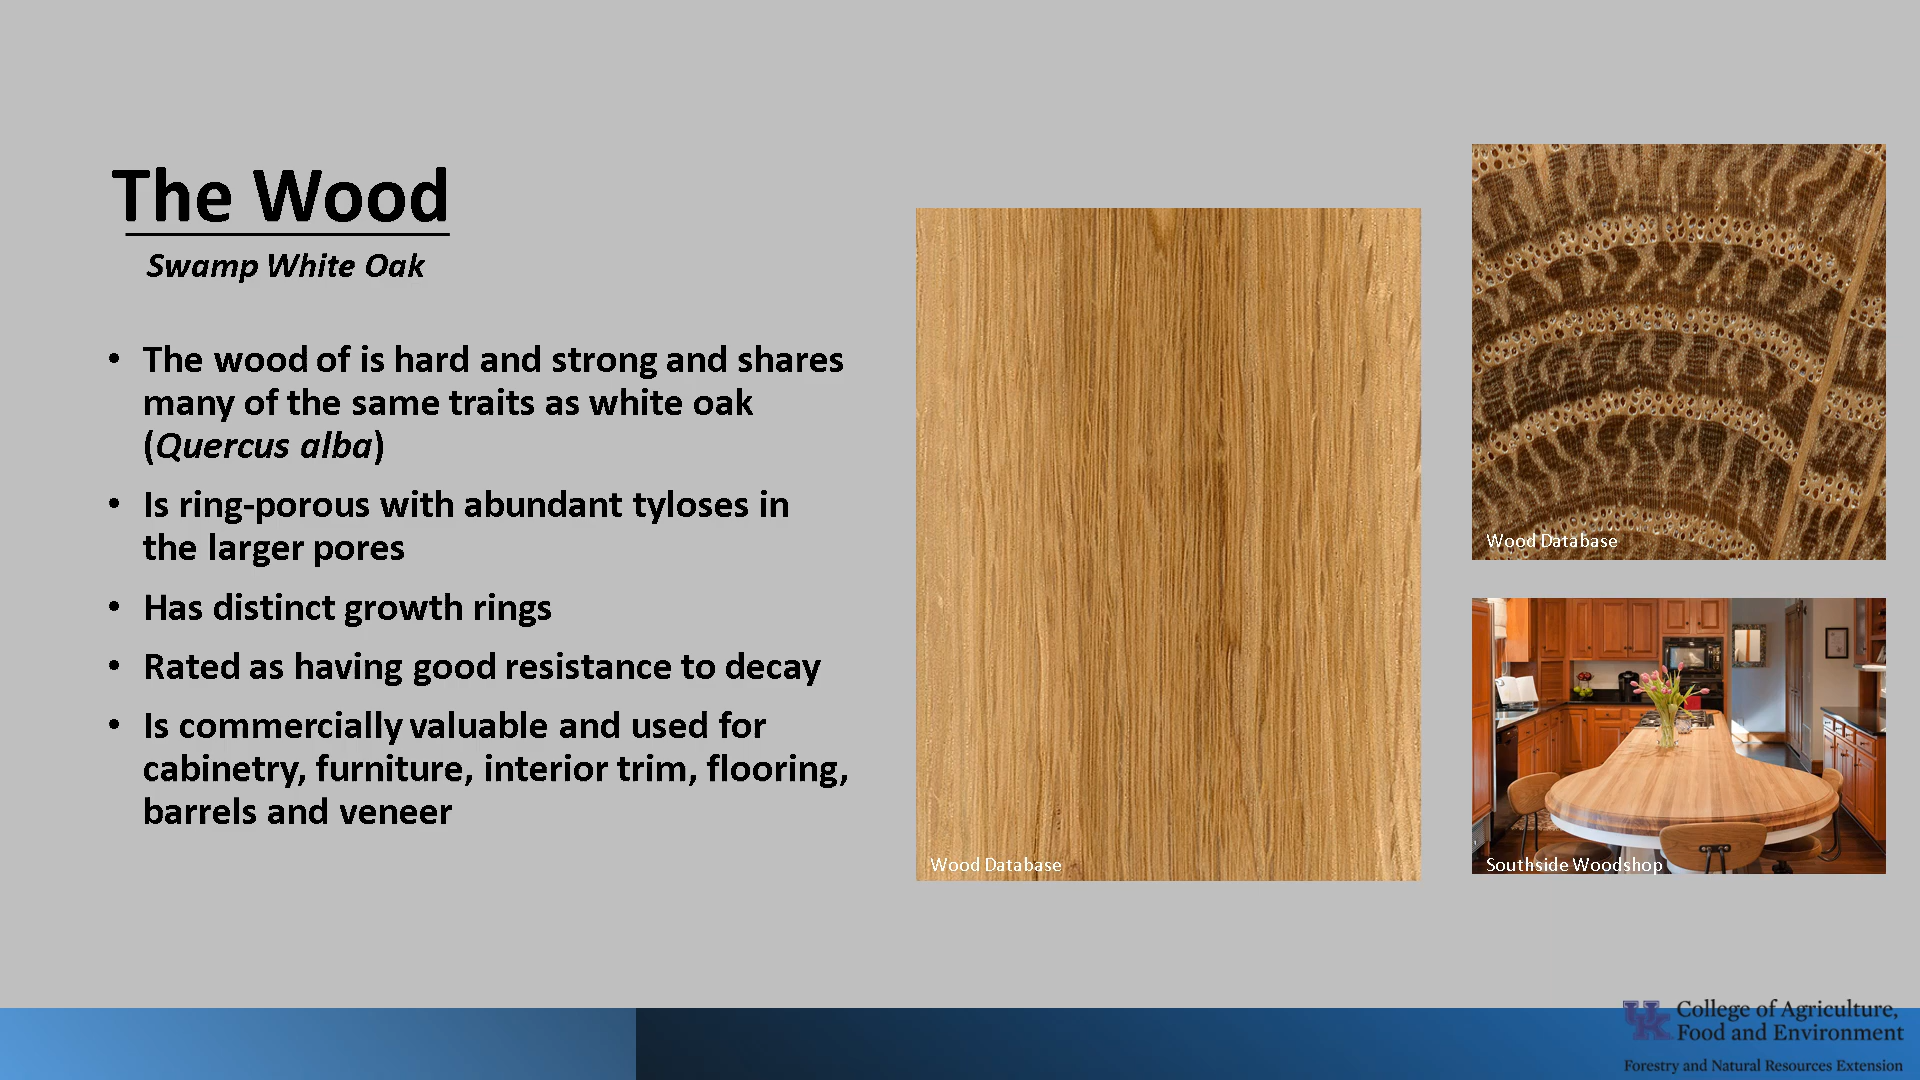 The Wood
Swamp White Oak
• The wood of is hard and strong and shares
many of the same traits as white oak
(Quercus alba)
• Is ring-porous with abundant tyloses in
the larger pores
• Has distinct growth rings
• Rated as having good resistance to decay
• Is commercially valuable and used for
cabinetry, furniture, interior trim, flooring,
barrels and veneer
Wood Database
Wood Database
Southside Woodshop
UK College of Agriculture,
Food and Environment
Forestry and Natural Resources Extension